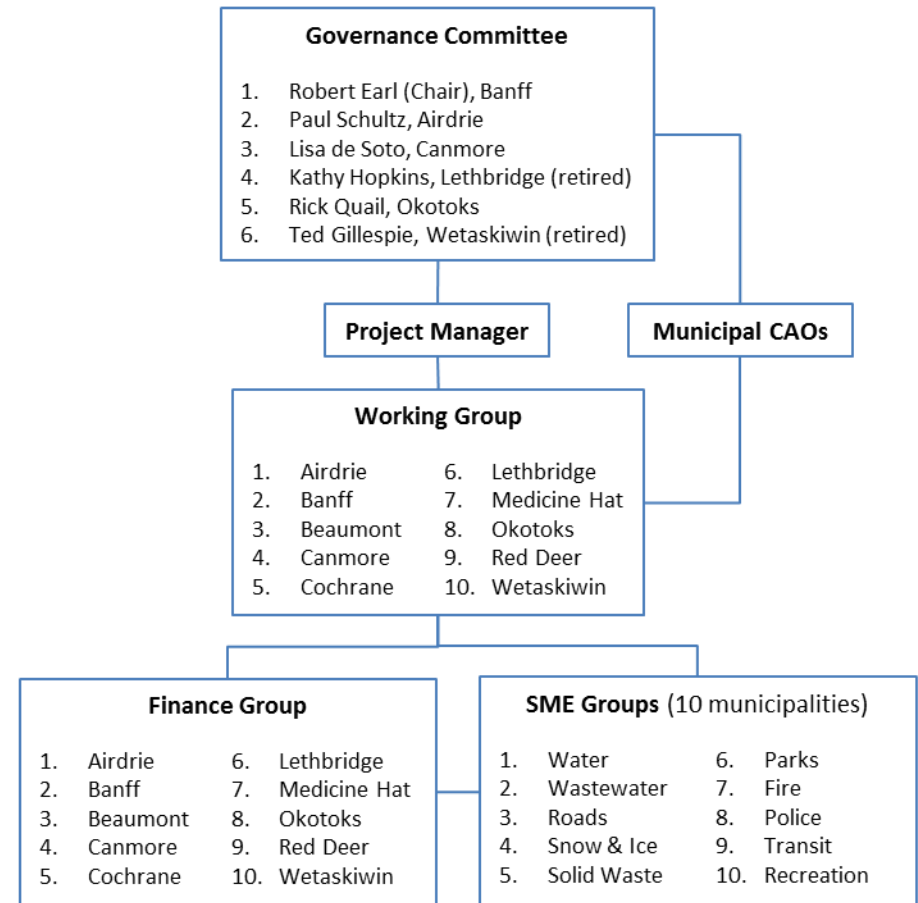 Governance Committee
1. Robert Earl (Chair), Banff
2. Paul Schultz, Airdrie
3. Lisa de Soto, Canmore
4. Kathy Hopkins, Lethbridge (retired)
5. Rick Quail, Okotoks
6. Ted Gillespie, Wetaskiwin (retired)
Project Manager
Municipal CAOs
Working Group
1. Airdrie
2. Banff
3. Beaumont
4. Canmore
5. Cochrane
6. Lethbridge
7. Medicine Hat
8. Okotoks
9. Red Deer
10. Wetaskiwin
Finance Group
1. Airdrie
2. Banff
3. Beaumont
4. Canmore
5. Cochrane
6. Lethbridge
7. Medicine Hat
8. Okotoks
9. Red Deer
10. Wetaskiwin
SME Groups (10 municipalities)
1. Water
2. Wastewater
3. Roads
4. Snow & Ice
5. Solid Waste
6. Parks
7. Fire
8. Police
9. Transit
10. Recreation